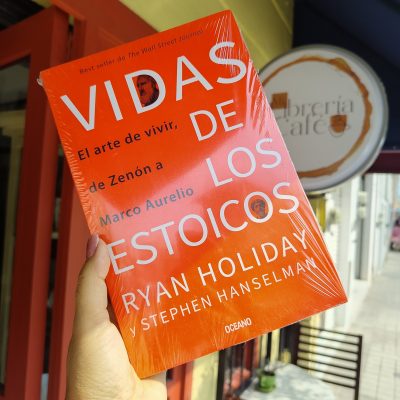 Best seller de The Wall Street Journal
VIDAS
El arte de vivir,
DE
de Zenón a
LOS
Marco Aurelio
ESTOICOS
RYAN HOLIDAY
Y STEPHEN HANSELMAN
OCEANO
Librería
Café